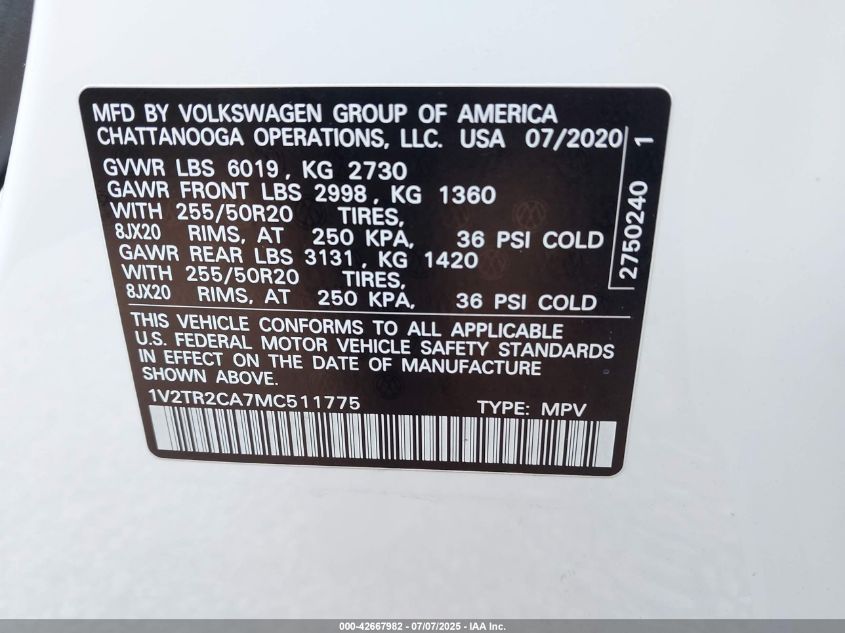 MFD BY VOLKSWAGEN GROUP OF AMERICA
CHATTANOOGA OPERATIONS, LLC. USA 07/2020
GVWR LBS 6019, KG 2730
GAWR FRONT LBS 2998, KG 1360
WITH 255/50R20 TIRES,
8JX20 RIMS, AT 250 KPA, 36 PSI COLD
GAWR REAR LBS 3131, KG 1420
WITH 255/50R20 TIRES,
8JX20 RIMS, AT 250 KPA, 36 PSI COLD
2750240 1
THIS VEHICLE CONFORMS TO ALL APPLICABLE
U.S. FEDERAL MOTOR VEHICLE SAFETY STANDARDS
IN EFFECT ON THE DATE OF MANUFACTURE
SHOWN ABOVE.
1V2TR2CA7MC511775 TYPE: MPV
000-42667982 - 07/07/2025 - IAA Inc.